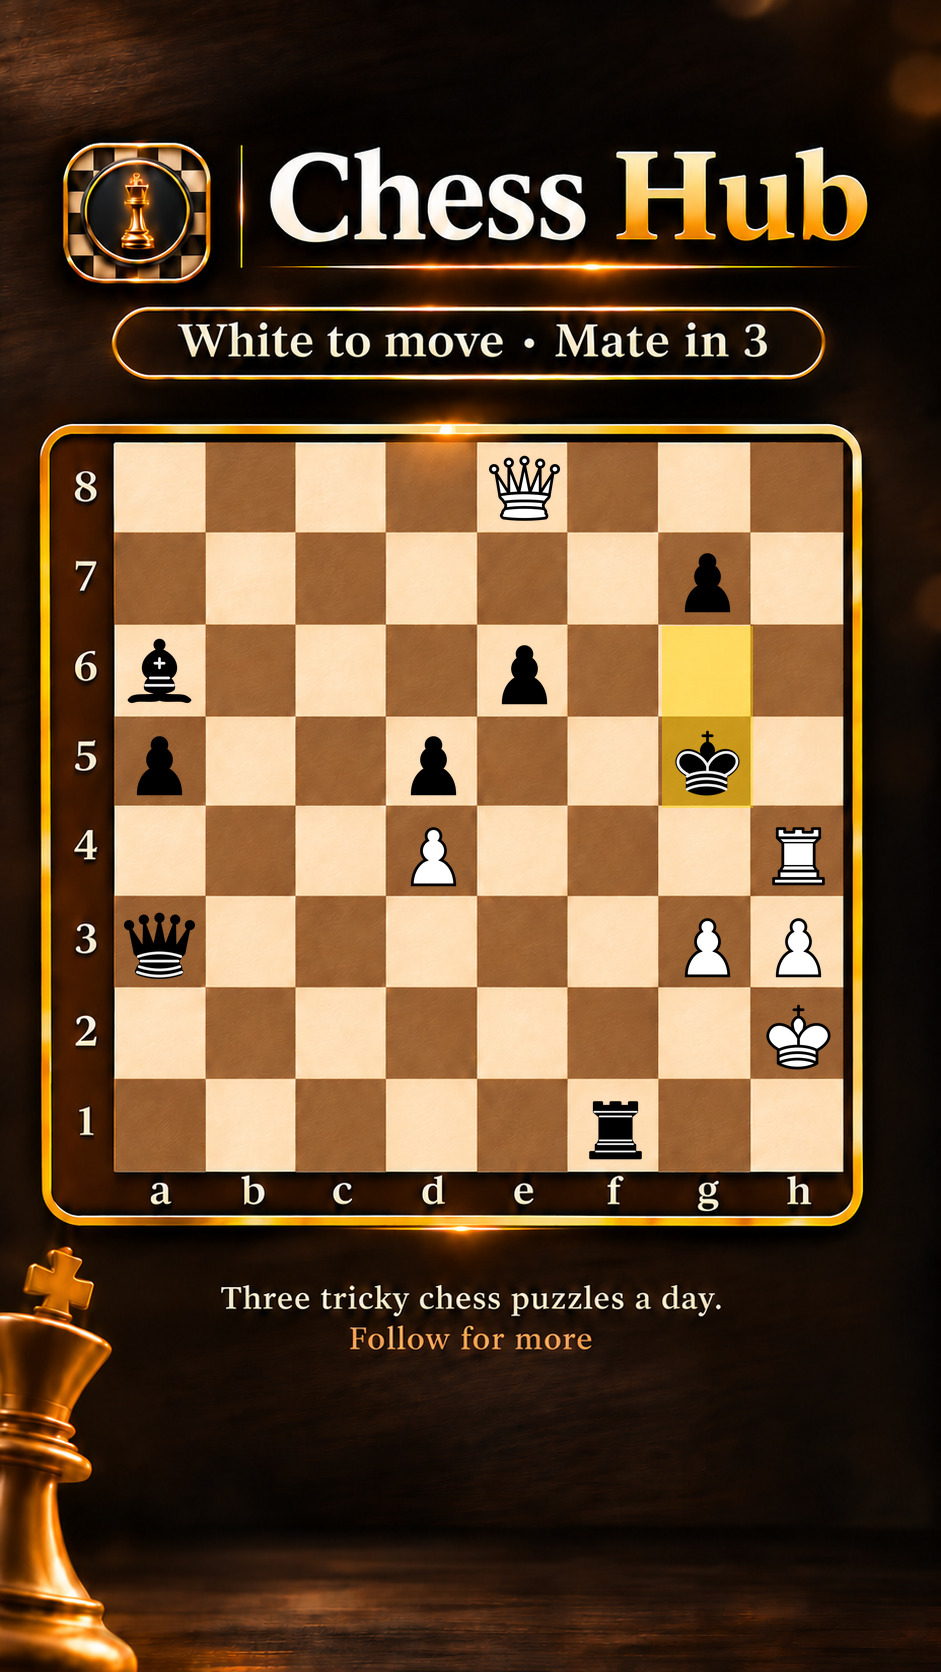 Chess Hub
White to move • Mate in 3
8
7
6
5
4
3
2
1
a b c d e f g h
Three tricky chess puzzles a day.
Follow for more